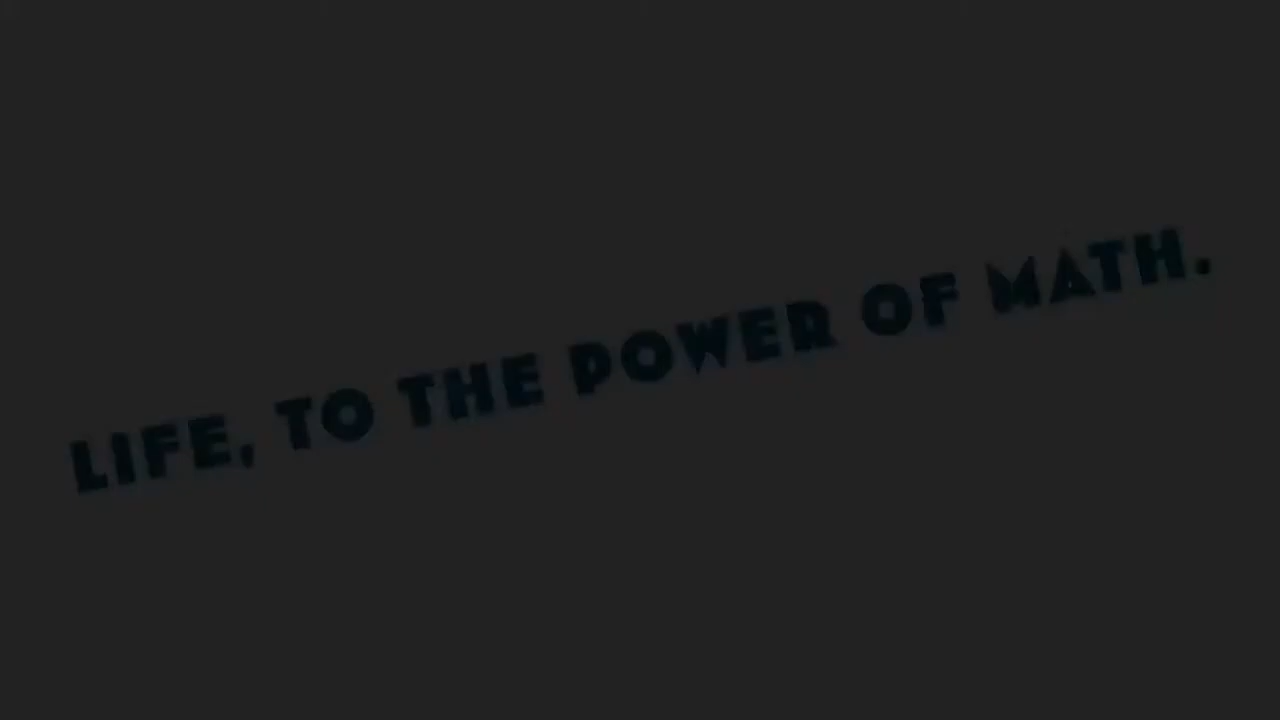 LIFE, TO THE POWER OF MATH.